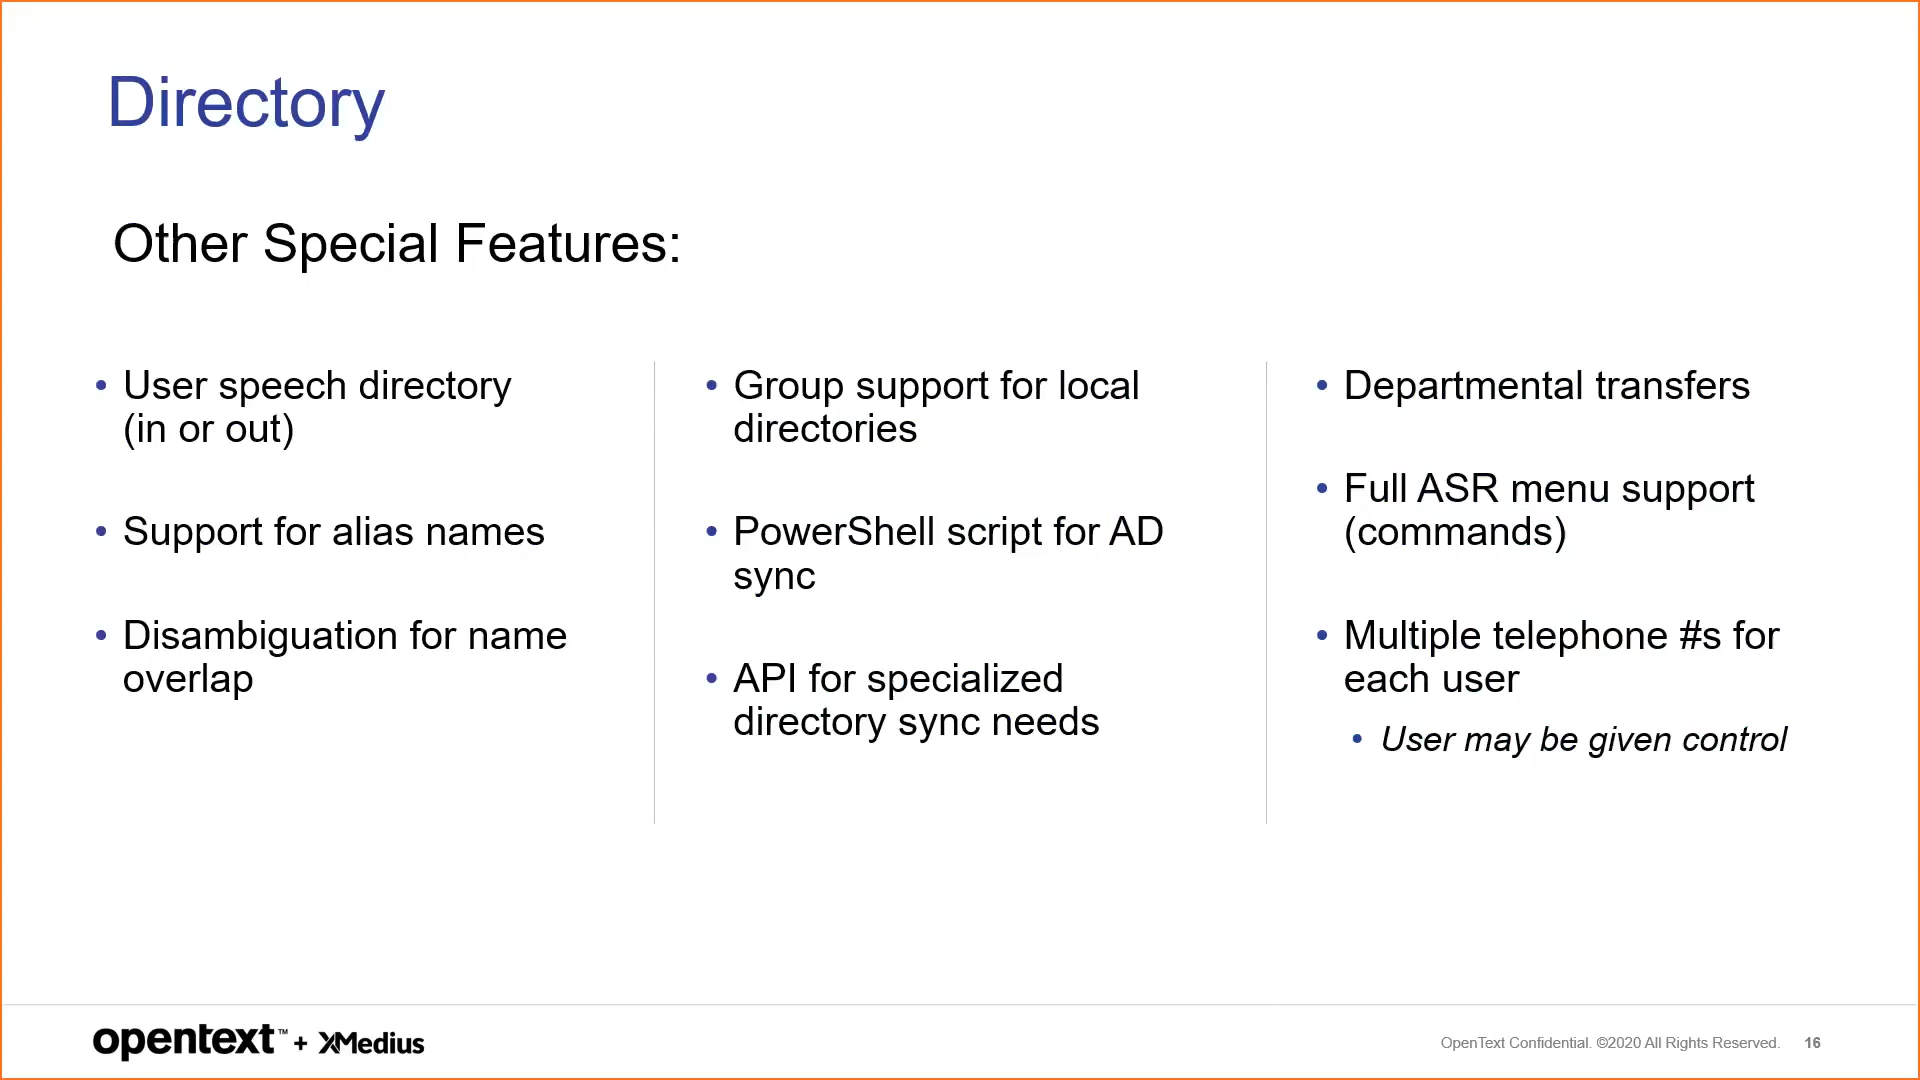 Directory
Other Special Features:
• User speech directory
(in or out)
• Support for alias names
• Disambiguation for name
overlap
• Group support for local
directories
• PowerShell script for AD
sync
• API for specialized
directory sync needs
• Departmental transfers
• Full ASR menu support
(commands)
• Multiple telephone #s for
each user
• User may be given control
opentext™ + XMedius
OpenText Confidential. ©2020 All Rights Reserved. 16